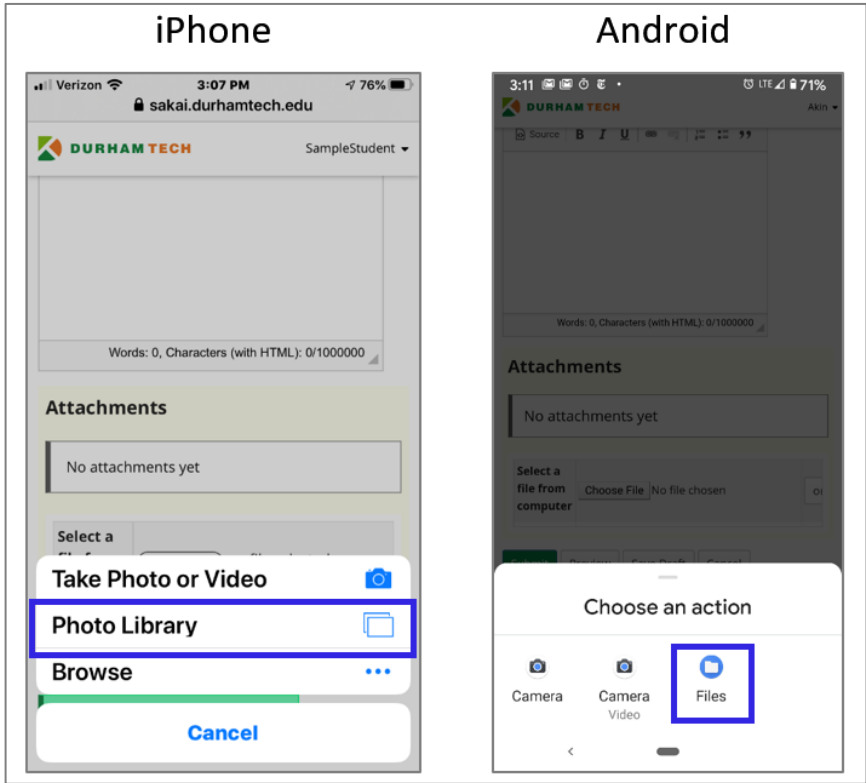 iPhone
Verizon 3:07 PM 76%
sakai.durhamtech.edu
DURHAM TECH SampleStudent
Words: 0, Characters (with HTML): 0/1000000
Attachments
No attachments yet
Select a
Take Photo or Video
Photo Library
Browse
Cancel
Android
3:11 LTE 71%
DURHAM TECH Akin
Source B I U
Words: 0, Characters (with HTML): 0/1000000
Attachments
No attachments yet
Select a
file from
computer
Choose File No file chosen
Choose an action
Camera
Camera
Video
Files